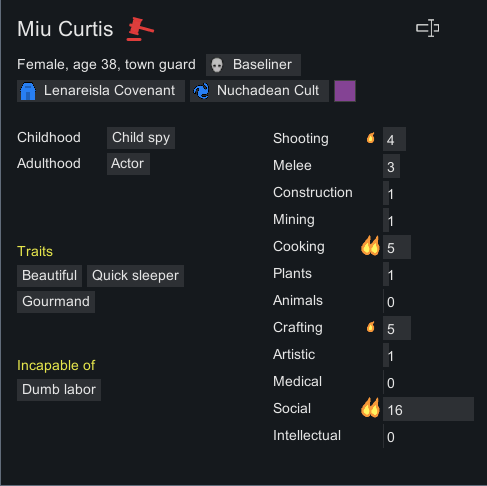 Miu Curtis
Female, age 38, town guard Baseliner
Lenareisla Covenant Nuchadean Cult
Childhood Child spy
Adulthood Actor
Traits
Beautiful Quick sleeper
Gourmand
Incapable of
Dumb labor
Shooting 4
Melee 3
Construction 1
Mining 1
Cooking 5
Plants 1
Animals 0
Crafting 5
Artistic 1
Medical 0
Social 16
Intellectual 0